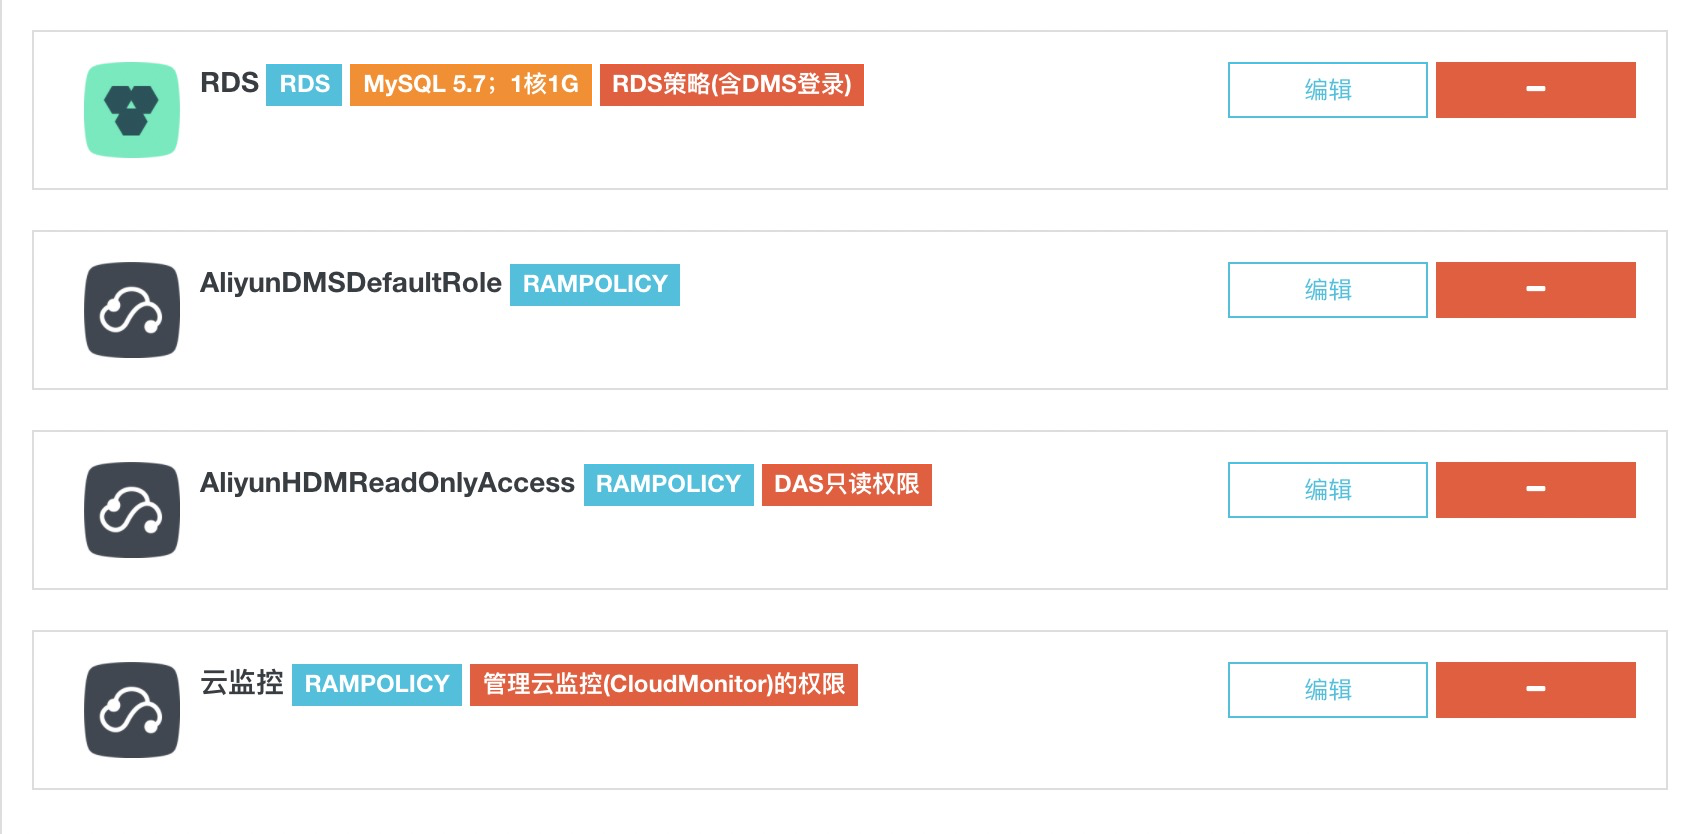 RDS RDS MySQL 5.7；1核1G RDS策略(含DMS登录) 编辑
AliyunDMSDefaultRole RAMPOLICY 编辑
AliyunHDMReadOnlyAccess RAMPOLICY DAS只读权限 编辑
云监控 RAMPOLICY 管理云监控(CloudMonitor)的权限 编辑